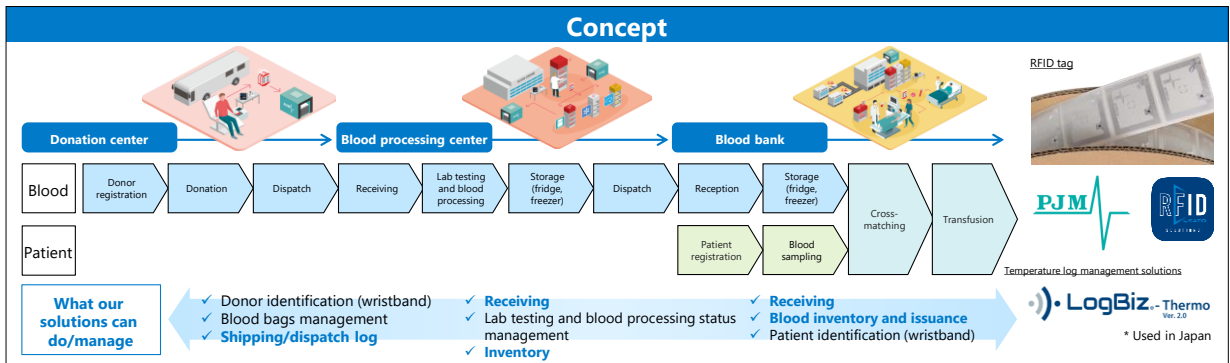 Concept
RFID tag
Donation center
Blood processing center
Blood bank
Blood
Donor
registration
Donation
Dispatch
Receiving
Lab testing
and blood
processing
Storage
(fridge,
freezer)
Dispatch
Reception
Storage
(fridge,
freezer)
Cross-
matching
Transfusion
PJM
RFID
SOLUTIONS
Patient
Patient
registration
Blood
sampling
Temperature log management solutions
What our
solutions can
do/manage
✓ Donor identification (wristband)
✓ Blood bags management
✓ Shipping/dispatch log
✓ Receiving
✓ Lab testing and blood processing status
management
✓ Inventory
✓ Receiving
✓ Blood inventory and issuance
✓ Patient identification (wristband)
LogBiz®-Thermo
Ver. 2.0
* Used in Japan